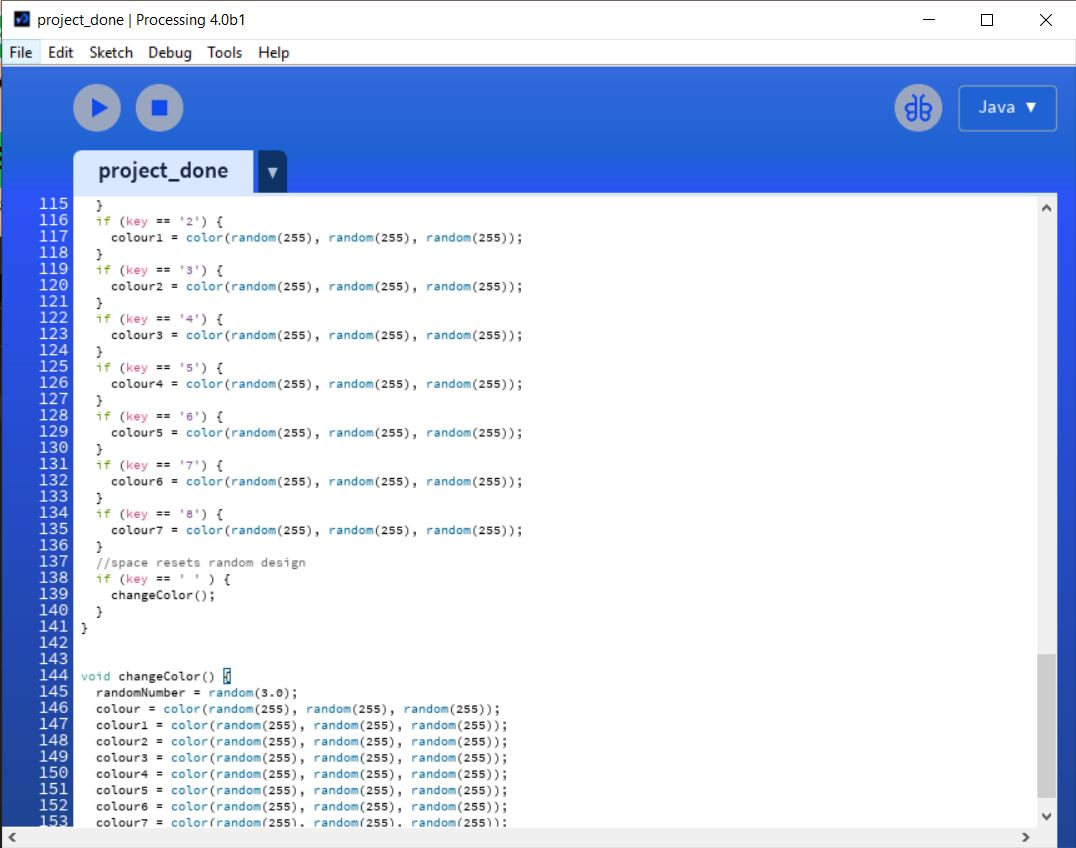 project_done | Processing 4.0b1
File Edit Sketch Debug Tools Help
Java ▼
project_done ▼
115 }
116 if (key == '2') {
117 colour1 = color(random(255), random(255), random(255));
118 }
119 if (key == '3') {
120 colour2 = color(random(255), random(255), random(255));
121 }
122 if (key == '4') {
123 colour3 = color(random(255), random(255), random(255));
124 }
125 if (key == '5') {
126 colour4 = color(random(255), random(255), random(255));
127 }
128 if (key == '6') {
129 colour5 = color(random(255), random(255), random(255));
130 }
131 if (key == '7') {
132 colour6 = color(random(255), random(255), random(255));
133 }
134 if (key == '8') {
135 colour7 = color(random(255), random(255), random(255));
136 }
137 //space resets random design
138 if (key == ' ' ) {
139 changeColor();
140 }
141 }
142
143
144 void changeColor() {
145 randomNumber = random(3.0);
146 colour = color(random(255), random(255), random(255));
147 colour1 = color(random(255), random(255), random(255));
148 colour2 = color(random(255), random(255), random(255));
149 colour3 = color(random(255), random(255), random(255));
150 colour4 = color(random(255), random(255), random(255));
151 colour5 = color(random(255), random(255), random(255));
152 colour6 = color(random(255), random(255), random(255));
153 colour7 = color(random(255), random(255), random(255));